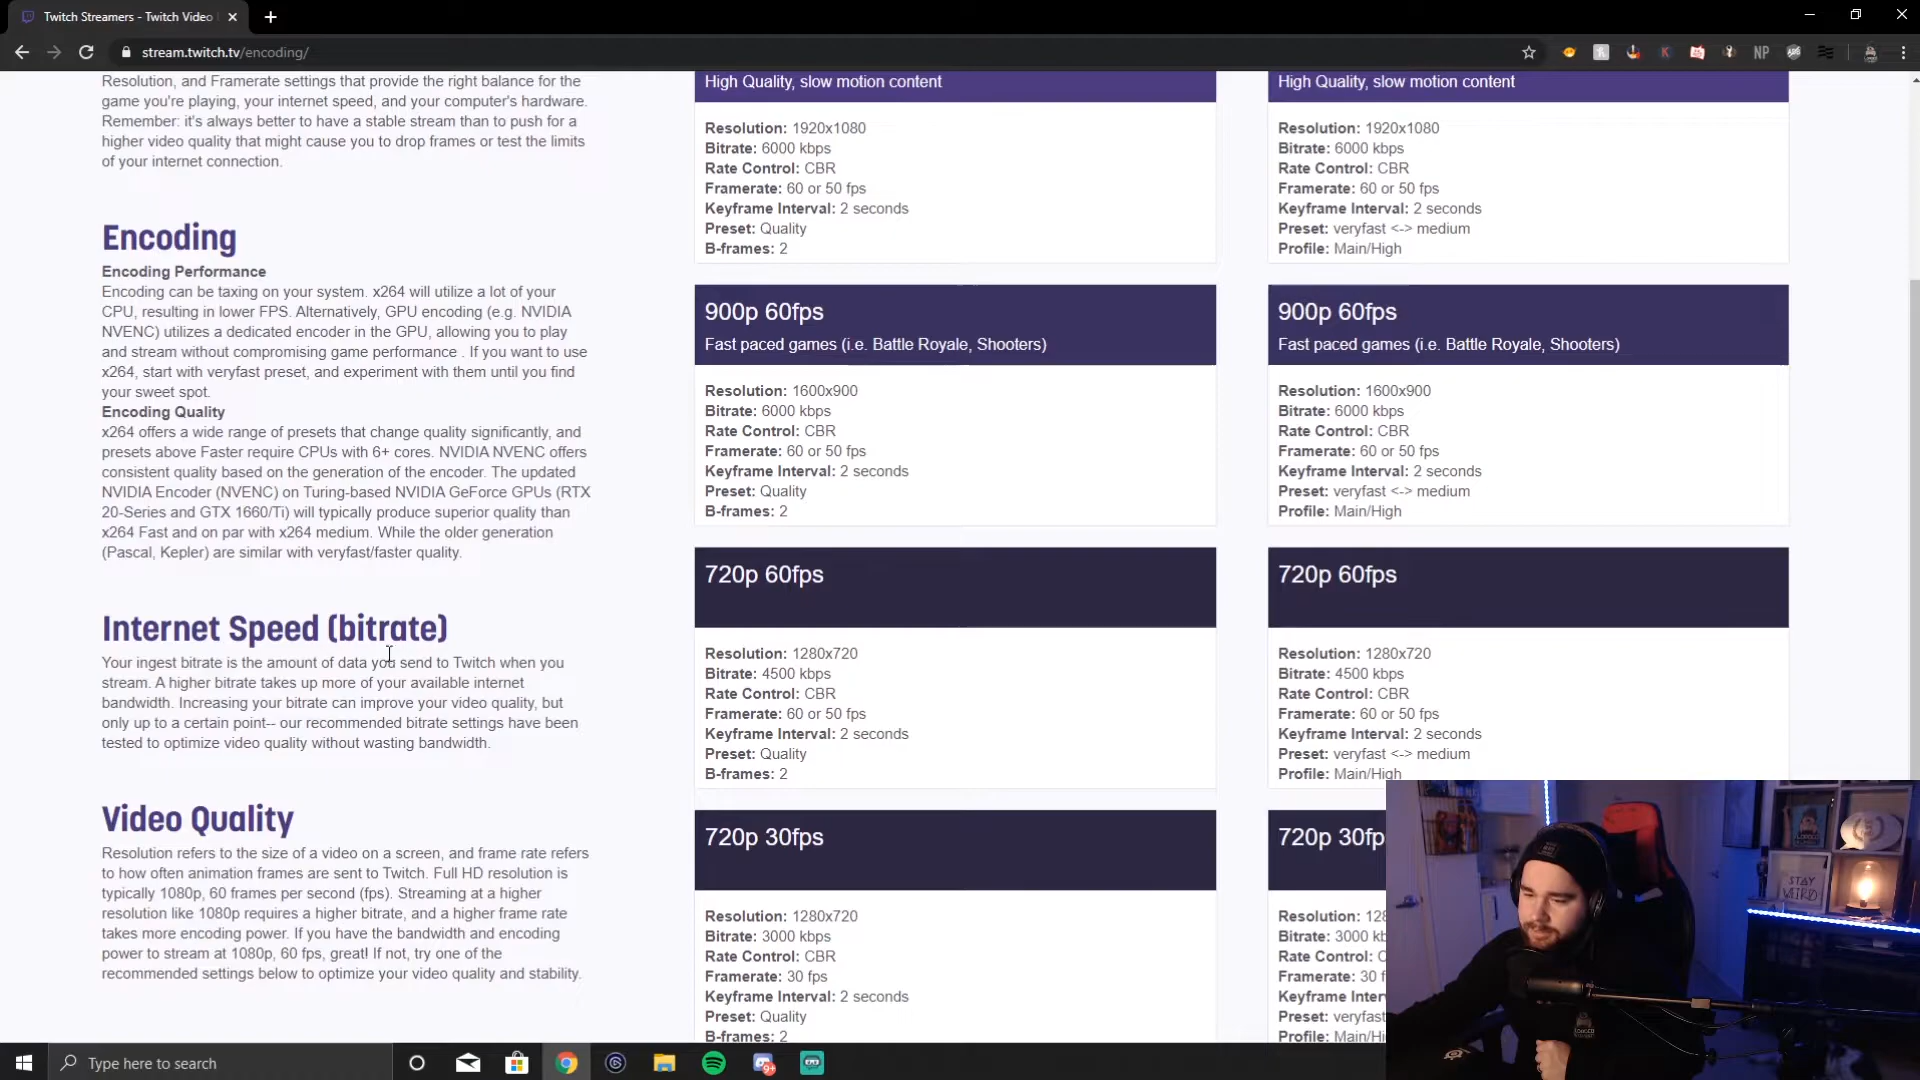 Twitch Streamers - Twitch Video
stream.twitch.tv/encoding/
NP
Resolution, and Framerate settings that provide the right balance for the
game you're playing, your internet speed, and your computer's hardware.
Remember: it's always better to have a stable stream than to push for a
higher video quality that might cause you to drop frames or test the limits
of your internet connection.
Encoding
Encoding Performance
Encoding can be taxing on your system. x264 will utilize a lot of your
CPU, resulting in lower FPS. Alternatively, GPU encoding (e.g. NVIDIA
NVENC) utilizes a dedicated encoder in the GPU, allowing you to play
and stream without compromising game performance . If you want to use
x264, start with veryfast preset, and experiment with them until you find
your sweet spot.
Encoding Quality
x264 offers a wide range of presets that change quality significantly, and
presets above Faster require CPUs with 6+ cores. NVIDIA NVENC offers
consistent quality based on the generation of the encoder. The updated
NVIDIA Encoder (NVENC) on Turing-based NVIDIA GeForce GPUs (RTX
20-Series and GTX 1660/Ti) will typically produce superior quality than
x264 Fast and on par with x264 medium. While the older generation
(Pascal, Kepler) are similar with veryfast/faster quality.
Internet Speed (bitrate)
Your ingest bitrate is the amount of data you send to Twitch when you
stream. A higher bitrate takes up more of your available internet
bandwidth. Increasing your bitrate can improve your video quality, but
only up to a certain point-- our recommended bitrate settings have been
tested to optimize video quality without wasting bandwidth.
Video Quality
Resolution refers to the size of a video on a screen, and frame rate refers
to how often animation frames are sent to Twitch. Full HD resolution is
typically 1080p, 60 frames per second (fps). Streaming at a higher
resolution like 1080p requires a higher bitrate, and a higher frame rate
takes more encoding power. If you have the bandwidth and encoding
power to stream at 1080p, 60 fps, great! If not, try one of the
recommended settings below to optimize your video quality and stability.
High Quality, slow motion content
Resolution: 1920x1080
Bitrate: 6000 kbps
Rate Control: CBR
Framerate: 60 or 50 fps
Keyframe Interval: 2 seconds
Preset: Quality
B-frames: 2
900p 60fps
Fast paced games (i.e. Battle Royale, Shooters)
Resolution: 1600x900
Bitrate: 6000 kbps
Rate Control: CBR
Framerate: 60 or 50 fps
Keyframe Interval: 2 seconds
Preset: Quality
B-frames: 2
720p 60fps
Resolution: 1280x720
Bitrate: 4500 kbps
Rate Control: CBR
Framerate: 60 or 50 fps
Keyframe Interval: 2 seconds
Preset: Quality
B-frames: 2
720p 30fps
Resolution: 1280x720
Bitrate: 3000 kbps
Rate Control: CBR
Framerate: 30 fps
Keyframe Interval: 2 seconds
Preset: Quality
B-frames: 2
High Quality, slow motion content
Resolution: 1920x1080
Bitrate: 6000 kbps
Rate Control: CBR
Framerate: 60 or 50 fps
Keyframe Interval: 2 seconds
Preset: veryfast <-> medium
Profile: Main/High
900p 60fps
Fast paced games (i.e. Battle Royale, Shooters)
Resolution: 1600x900
Bitrate: 6000 kbps
Rate Control: CBR
Framerate: 60 or 50 fps
Keyframe Interval: 2 seconds
Preset: veryfast <-> medium
Profile: Main/High
720p 60fps
Resolution: 1280x720
Bitrate: 4500 kbps
Rate Control: CBR
Framerate: 60 or 50 fps
Keyframe Interval: 2 seconds
Preset: veryfast <-> medium
Profile: Main/High
720p 30fp
Resolution: 128
Bitrate: 3000 kb
Rate Control: C
Framerate: 30 f
Keyframe Inter
Preset: veryfast
Profile: Main/H
STAY
WEIRD
Type here to search
9+